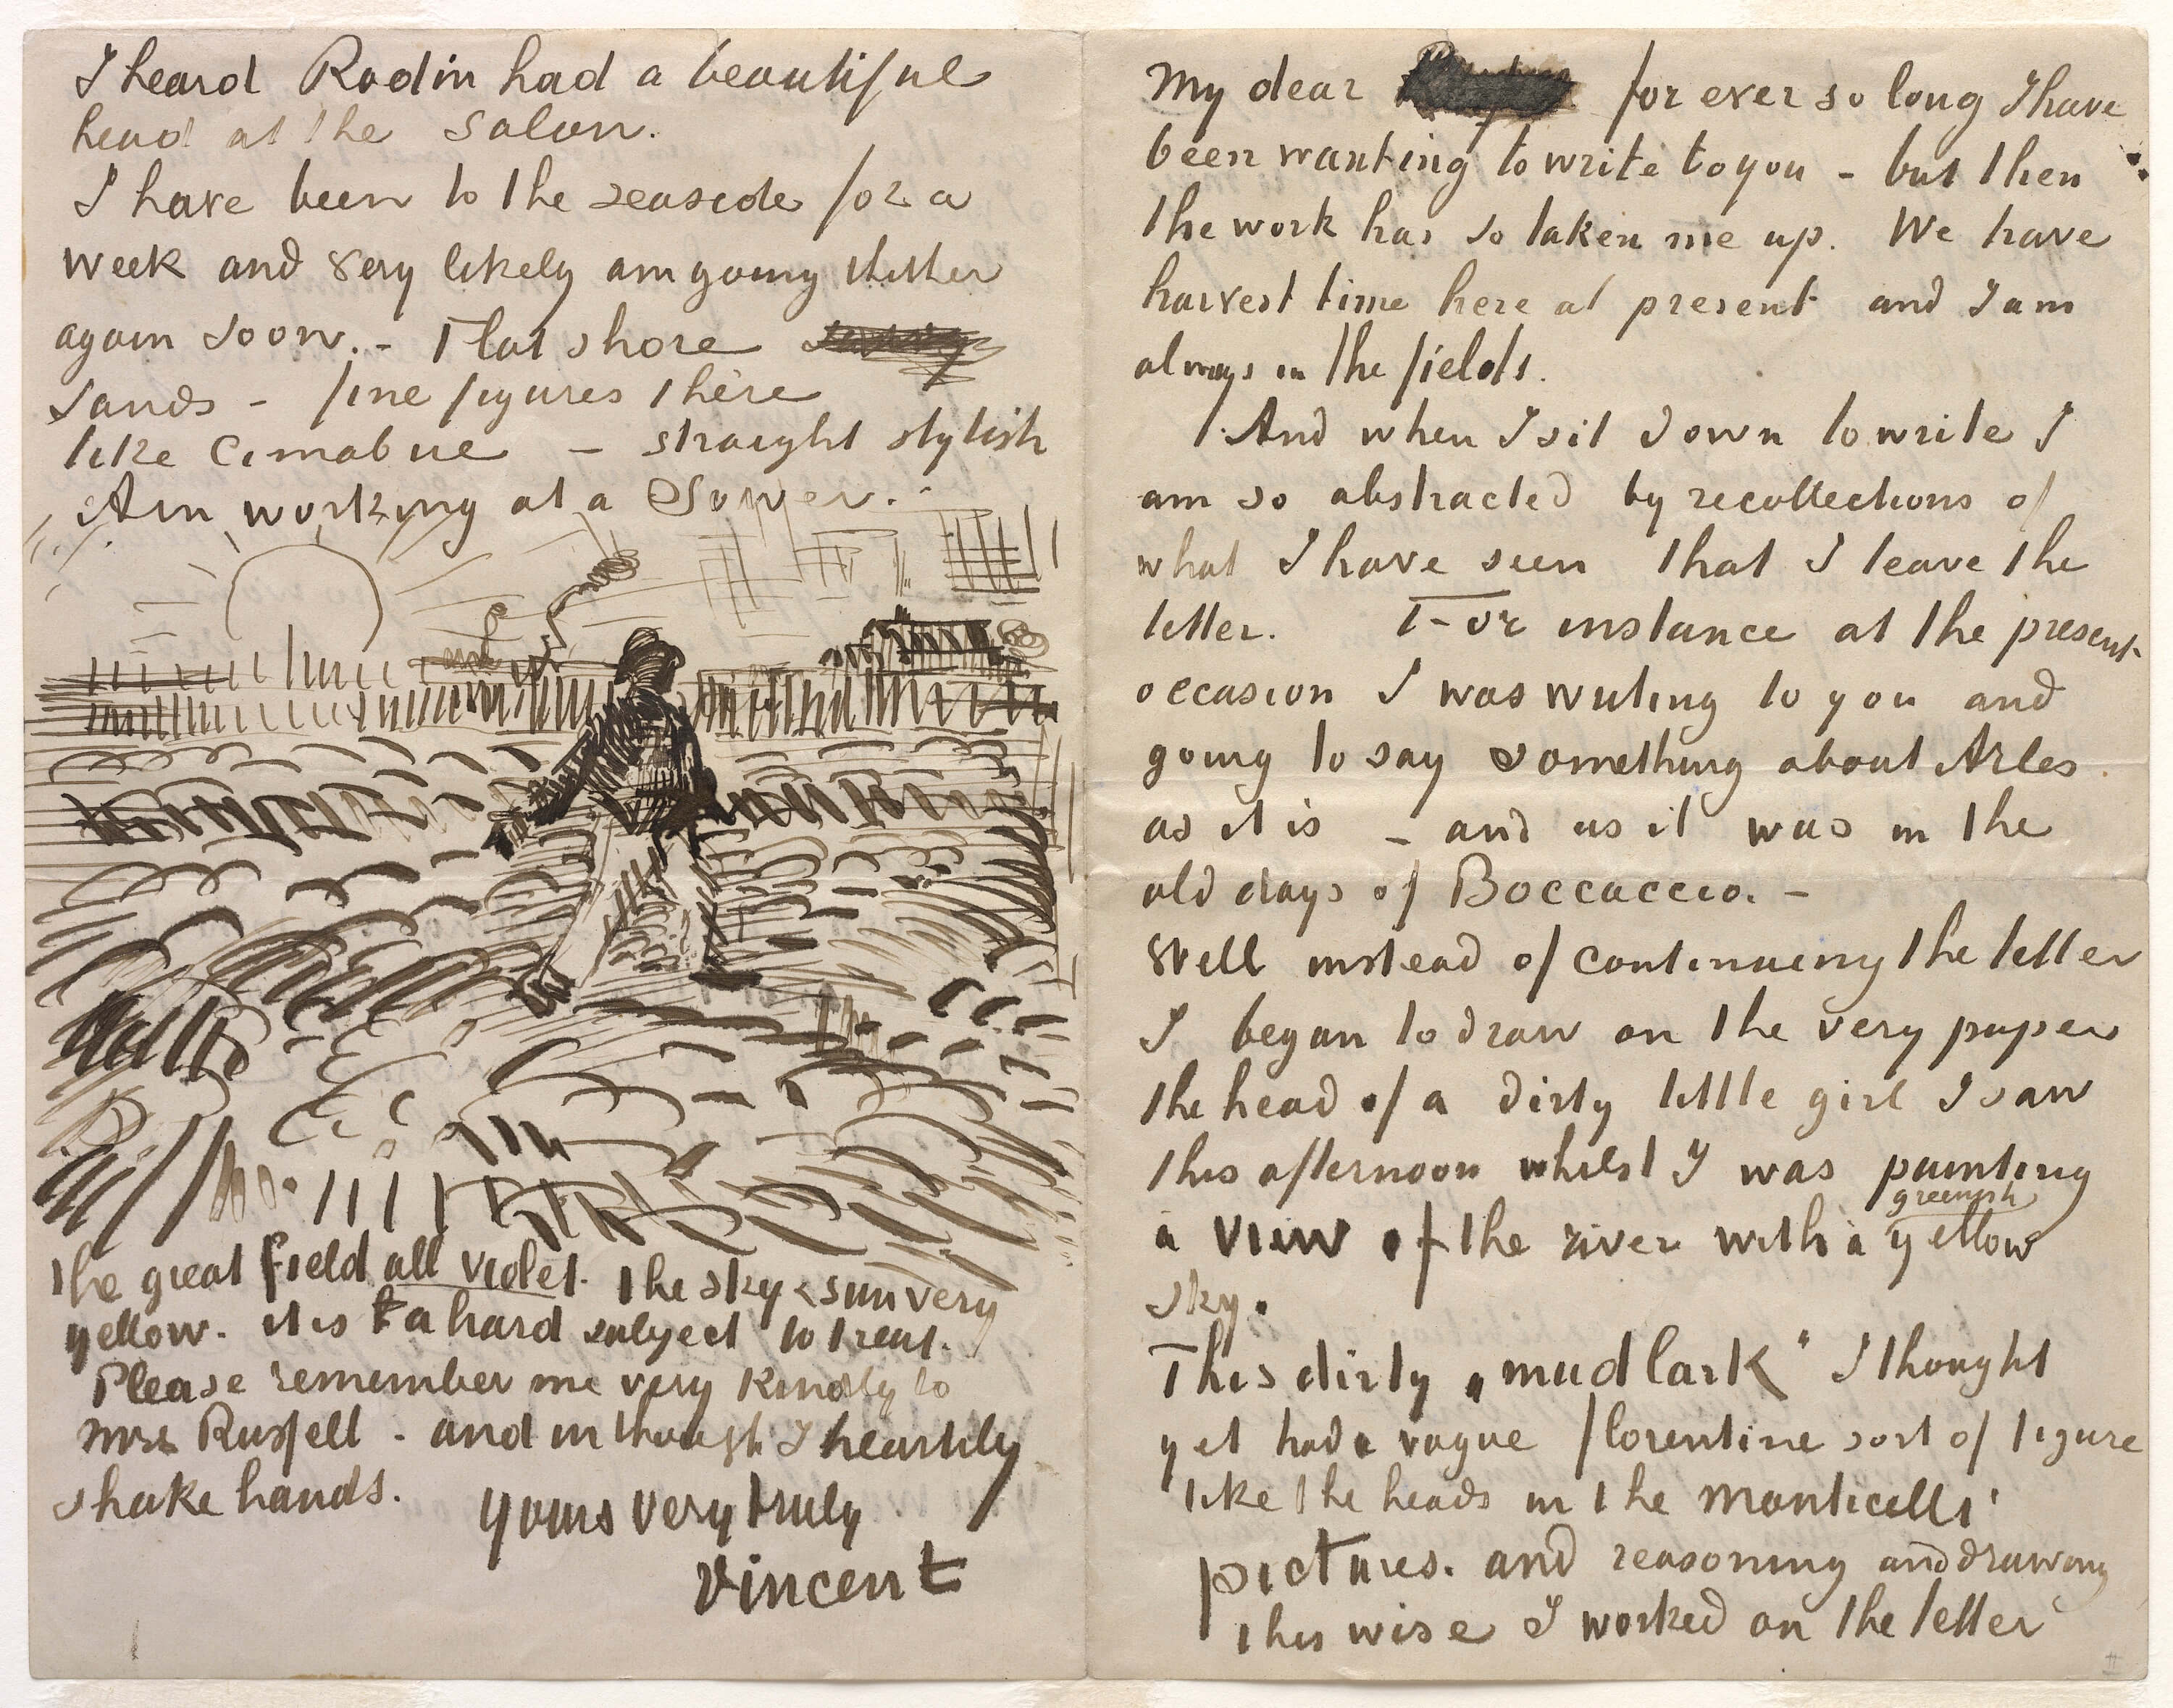 My dear for ever so long I have
been wanting to write to you - but then
the work has so taken me up. We have
harvest time here at present and I am
always in the fields.
And when I sit down to write I
am so abstracted by recollections of
what I have seen that I leave the
letter. For instance at the present
occasion I was writing to you and
going to say something about Arles
as it is - and as it was in the
old days of Boccaccio. -
Well instead of continuing the letter
I began to draw on the very paper
the head of a dirty little girl I saw
this afternoon whilst I was painting
a view of the river with a greenish yellow
sky.
This dirty „mudlark“ I thought
yet had a vague florentine sort of figure
like the heads in the Monticelli
pictures. and reasoning and drawing
this wise I worked on the letter
I heard Rodin had a beautiful
head at the Salon.
I have been to the seaside for a
week and very likely am going thither
again soon. - Flat shore
sands - fine figures there
like Cimabue - straight stylish
Am working at a Sower.
the great field all violet. the sky & sun very
yellow. it is a hard subject to treat.
Please remember me very kindly to
Mrs Russell - and in thought I heartily
shake hands.
yours very truly
Vincent